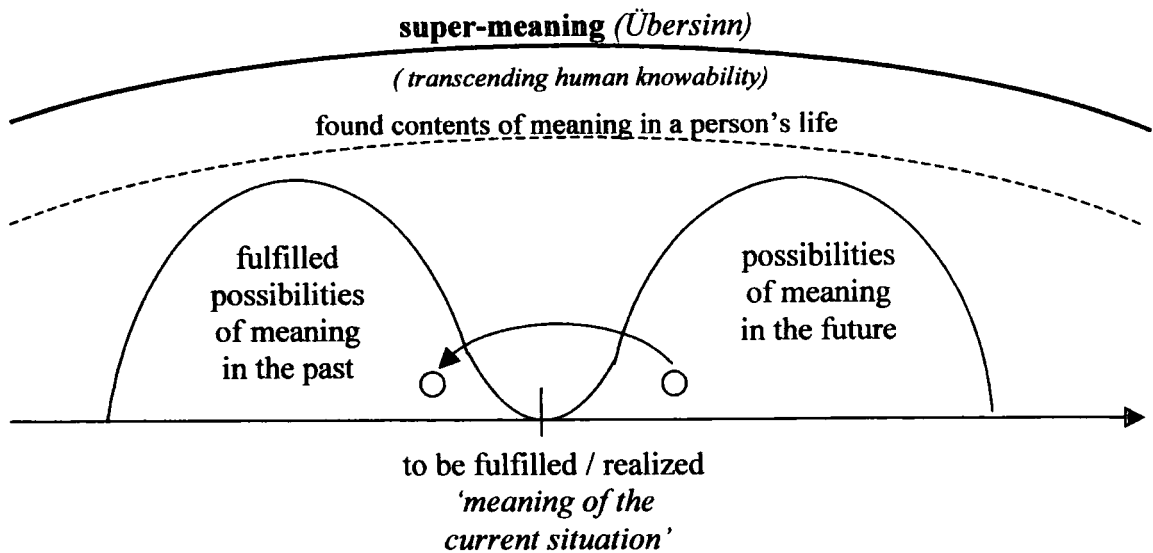 super-meaning (Übersinn)
( transcending human knowability)
found contents of meaning in a person's life
fulfilled
possibilities
of meaning
in the past
possibilities
of meaning
in the future
to be fulfilled / realized
'meaning of the
current situation'